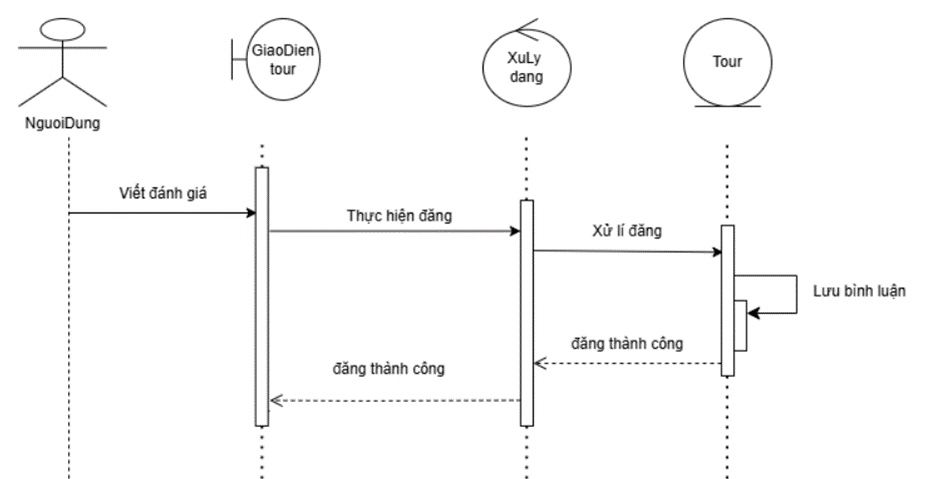 GiaoDien
tour
XuLy
dang
Tour
NguoiDung
Viết đánh giá
Thực hiện đăng
Xử lí đăng
Lưu bình luận
đăng thành công
đăng thành công